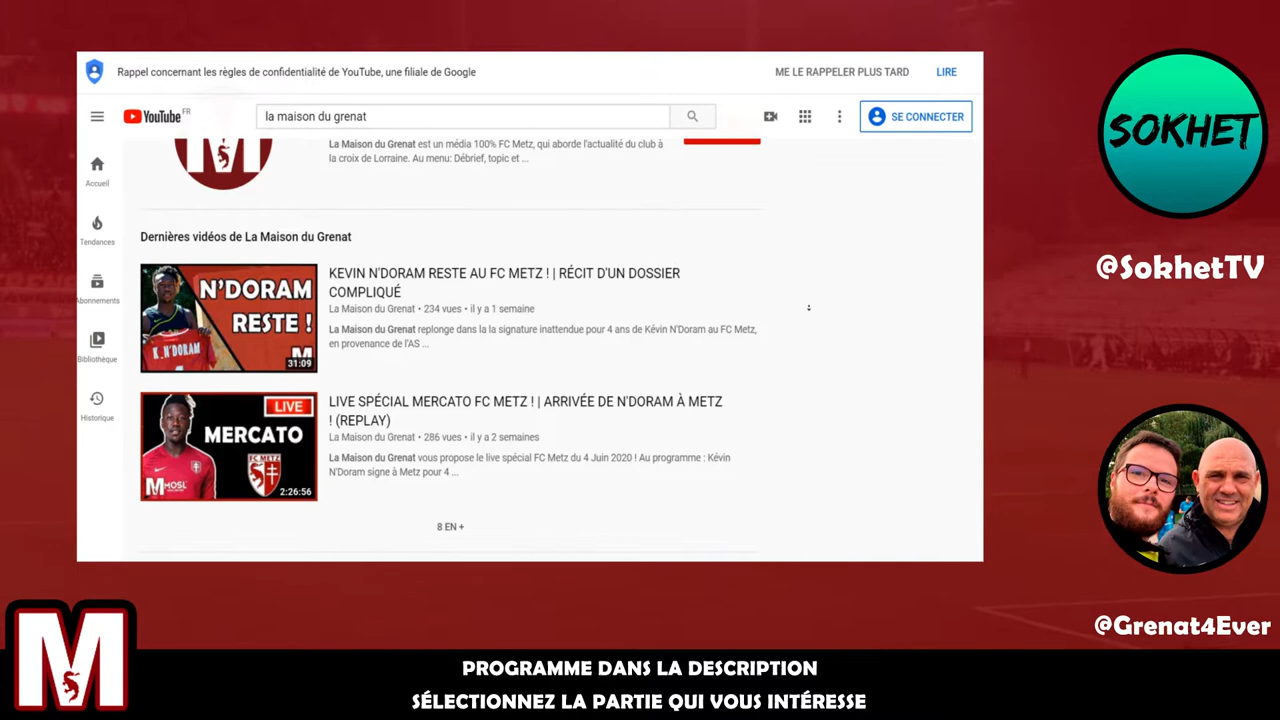 Rappel concernant les règles de confidentialité de YouTube, une filiale de Google
ME LE RAPPELER PLUS TARD
LIRE
YouTube FR
la maison du grenat
SE CONNECTER
Accueil
Tendances
Abonnements
Bibliothèque
Historique
M
La Maison du Grenat est un média 100% FC Metz, qui aborde l'actualité du club à
la croix de Lorraine. Au menu: Débrief, topic et ...
Dernières vidéos de La Maison du Grenat
N'DORAM
RESTE !
K.N'DORAM
M
31:09
KEVIN N'DORAM RESTE AU FC METZ ! | RÉCIT D'UN DOSSIER
COMPLIQUÉ
La Maison du Grenat • 234 vues • il y a 1 semaine
La Maison du Grenat replonge dans la la signature inattendue pour 4 ans de Kévin N'Doram au FC Metz,
en provenance de l'AS ...
LIVE
MERCATO
FC METZ
M
MOSL
2:26:56
LIVE SPÉCIAL MERCATO FC METZ ! | ARRIVÉE DE N'DORAM À METZ
! (REPLAY)
La Maison du Grenat • 286 vues • il y a 2 semaines
La Maison du Grenat vous propose le live spécial FC Metz du 4 Juin 2020 ! Au programme : Kévin
N'Doram signe à Metz pour 4 ...
8 EN +
SOKHET
@SokhetTV
@Grenat4Ever
M
PROGRAMME DANS LA DESCRIPTION
SÉLECTIONNEZ LA PARTIE QUI VOUS INTÉRESSE